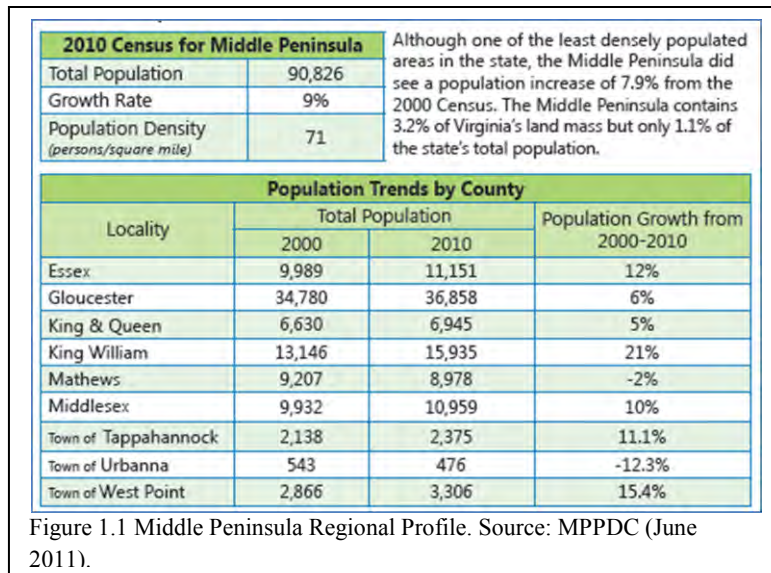 2010 Census for Middle Peninsula
Total Population 90,826
Growth Rate 9%
Population Density 71
(persons/square mile)
Although one of the least densely populated
areas in the state, the Middle Peninsula did
see a population increase of 7.9% from the
2000 Census. The Middle Peninsula contains
3.2% of Virginia's land mass but only 1.1% of
the state's total population.
Population Trends by County
Locality Total Population Population Growth from
2000 2010 2000-2010
Essex 9,989 11,151 12%
Gloucester 34,780 36,858 6%
King & Queen 6,630 6,945 5%
King William 13,146 15,935 21%
Mathews 9,207 8,978 -2%
Middlesex 9,932 10,959 10%
Town of Tappahannock 2,138 2,375 11.1%
Town of Urbanna 543 476 -12.3%
Town of West Point 2,866 3,306 15.4%
Figure 1.1 Middle Peninsula Regional Profile. Source: MPPDC (June
2011).